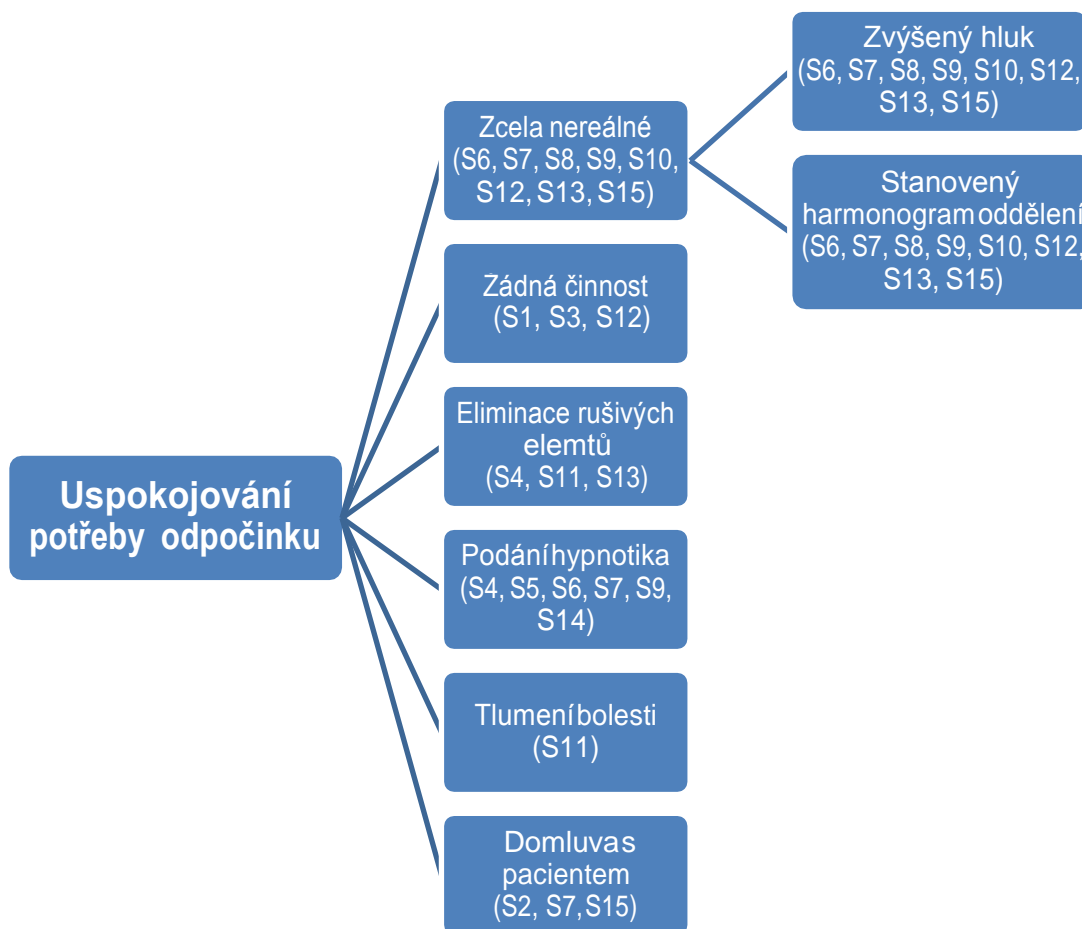 Uspokojování
potřeby odpočinku
Zcela nereálné
(S6, S7, S8, S9, S10,
S12, S13, S15)
Zvýšený hluk
(S6, S7, S8, S9, S10, S12,
S13, S15)
Stanovený
harmonogram oddělení
(S6, S7, S8, S9, S10, S12,
S13, S15)
Žádná činnost
(S1, S3, S12)
Eliminace rušivých
elemtů
(S4, S11, S13)
Podání hypnotika
(S4, S5, S6, S7, S9,
S14)
Tlumení bolesti
(S11)
Domluva s
pacientem
(S2, S7, S15)